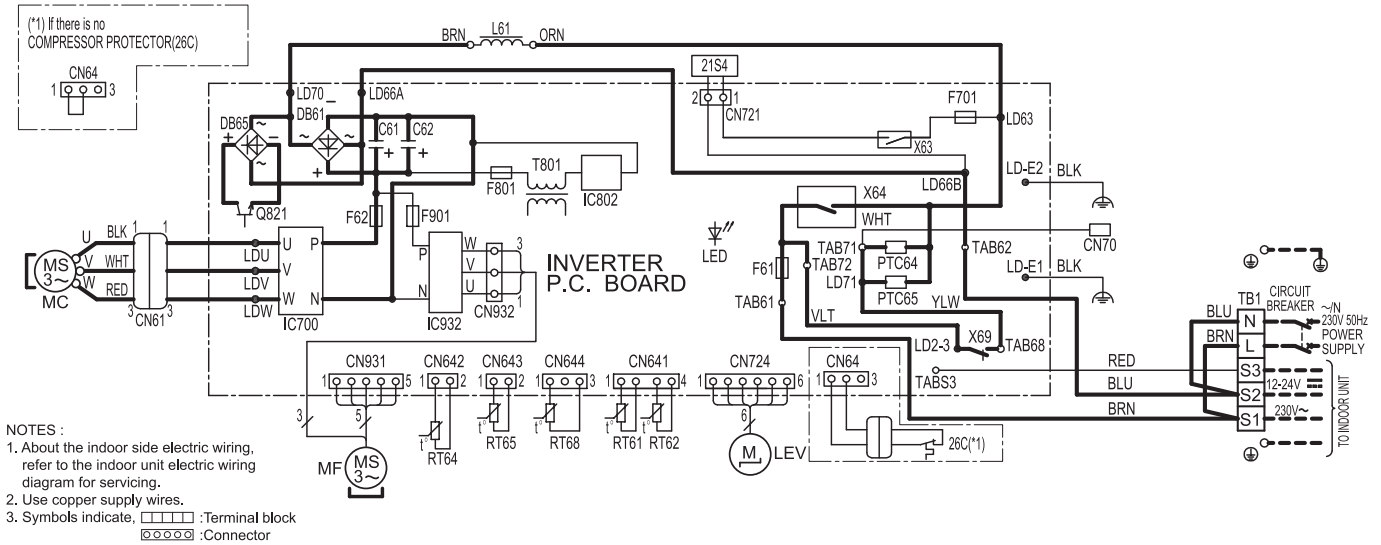 (*1) If there is no
COMPRESSOR PROTECTOR(26C)
CN64
1 3
BRN L61 ORN
21S4
2 1
CN721
F701
LD63
X63
LD70
LD66A
DB65
DB61
+ ~ −
~
−
~ ~
+
C61 C62
+ +
T801
F801
IC802
Q821
F62 F901
LD66B
LD-E2 BLK
X64
WHT
LED
TAB71
TAB72
PTC64
LD71
PTC65
TAB62
CN70
LD-E1 BLK
F61
TAB61
YLW
VLT
LD2-3 X69 TAB68
U BLK 1 1
V WHT
W RED 3 3
MS
3~
MC
CN61
LDU
LDV
LDW
U P
V
W N
IC700
P W 3
V
N U 1
IC932
CN932
INVERTER
P.C. BOARD
TB1
CIRCUIT
BREAKER
~/N
230V 50Hz
POWER
SUPPLY
BLU N
BRN L
RED S3
BLU S2 12-24V
BRN S1 230V~
TO INDOOR UNIT
TABS3
CN931
1 5
CN642
1 2
CN643
1 2
CN644
1 3
CN641
1 4
CN724
1 6
CN64
1 3
3 5
6
t° RT64
t° RT65
t° RT68
t° RT61
t° RT62
M
LEV
26C(*1)
MF
MS
3~
NOTES :
1. About the indoor side electric wiring,
refer to the indoor unit electric wiring
diagram for servicing.
2. Use copper supply wires.
3. Symbols indicate, :Terminal block
:Connector